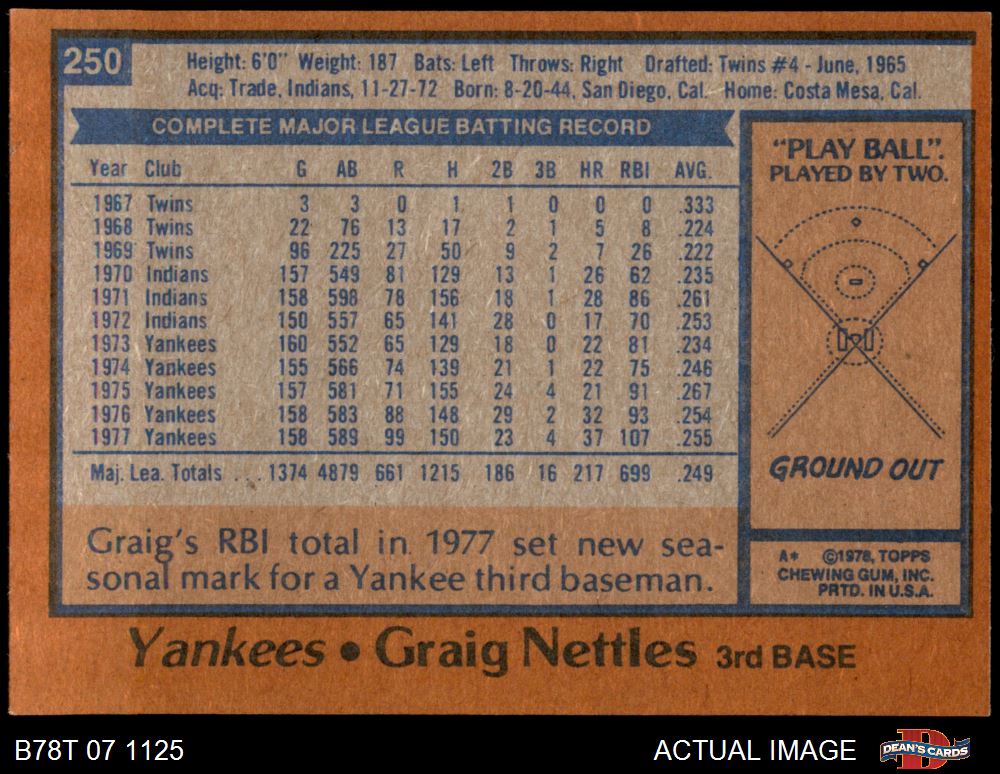 250
Height: 6'0" Weight: 187 Bats: Left Throws: Right Drafted: Twins #4 - June, 1965
Acq: Trade, Indians, 11-27-72 Born: 8-20-44, San Diego, Cal. Home: Costa Mesa, Cal.
COMPLETE MAJOR LEAGUE BATTING RECORD
Year Club G AB R H 2B 3B HR RBI AVG.
1967 Twins 3 3 0 1 1 0 0 0 .333
1968 Twins 22 76 13 17 2 1 5 8 .224
1969 Twins 96 225 27 50 9 2 7 26 .222
1970 Indians 157 549 81 129 13 1 26 62 .235
1971 Indians 158 598 78 156 18 1 28 86 .261
1972 Indians 150 557 65 141 28 0 17 70 .253
1973 Yankees 160 552 65 129 18 0 22 81 .234
1974 Yankees 155 566 74 139 21 1 22 75 .246
1975 Yankees 157 581 71 155 24 4 21 91 .267
1976 Yankees 158 583 88 148 29 2 32 93 .254
1977 Yankees 158 589 99 150 23 4 37 107 .255
Maj. Lea. Totals ... 1374 4879 661 1215 186 16 217 699 .249
Graig's RBI total in 1977 set new sea-
sonal mark for a Yankee third baseman.
"PLAY BALL".
PLAYED BY TWO.
GROUND OUT
A* ©1978, TOPPS
CHEWING GUM, INC.
PRTD. IN U.S.A.
Yankees • Graig Nettles 3rd BASE
B78T 07 1125
ACTUAL IMAGE
DEAN'S CARDS